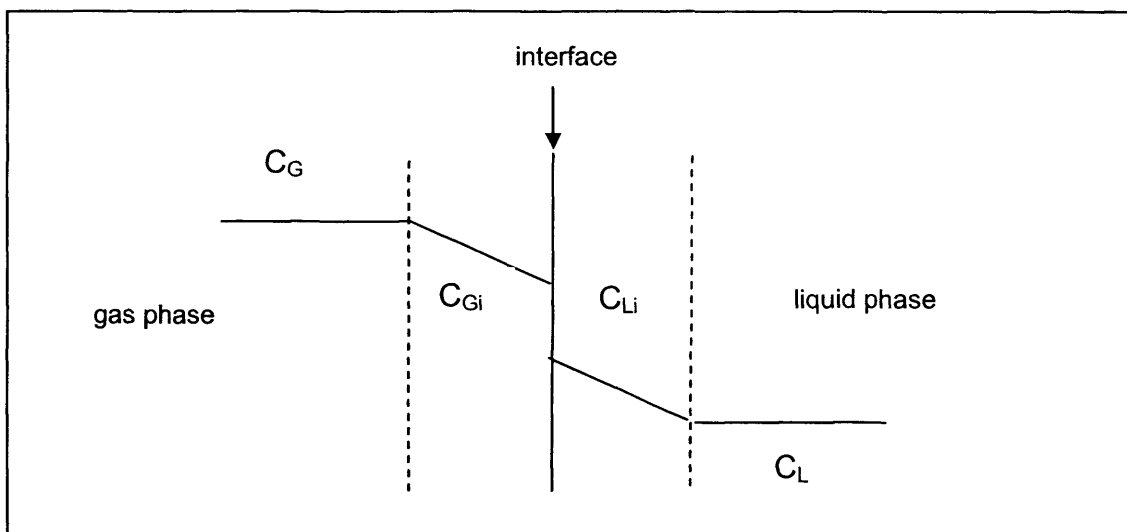 interface
C_G
C_Gi
C_Li
gas phase
liquid phase
C_L